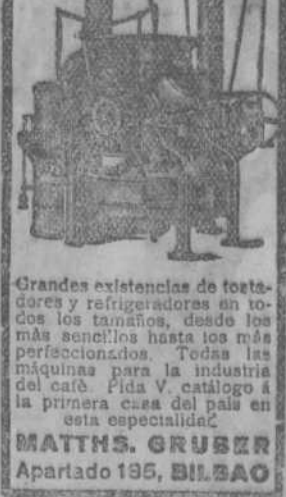 Grandes existencias de tosta-
dores y refrigeradores en to-
dos los tamaños, desde los
más sencillos hasta los más
perfeccionados. Todas las
máquinas para la industria
del café. Pida V. catálogo á
la primera casa del pais en
esta especialidad
MATTHS. GRUBER
Apartado 185, BILBAO